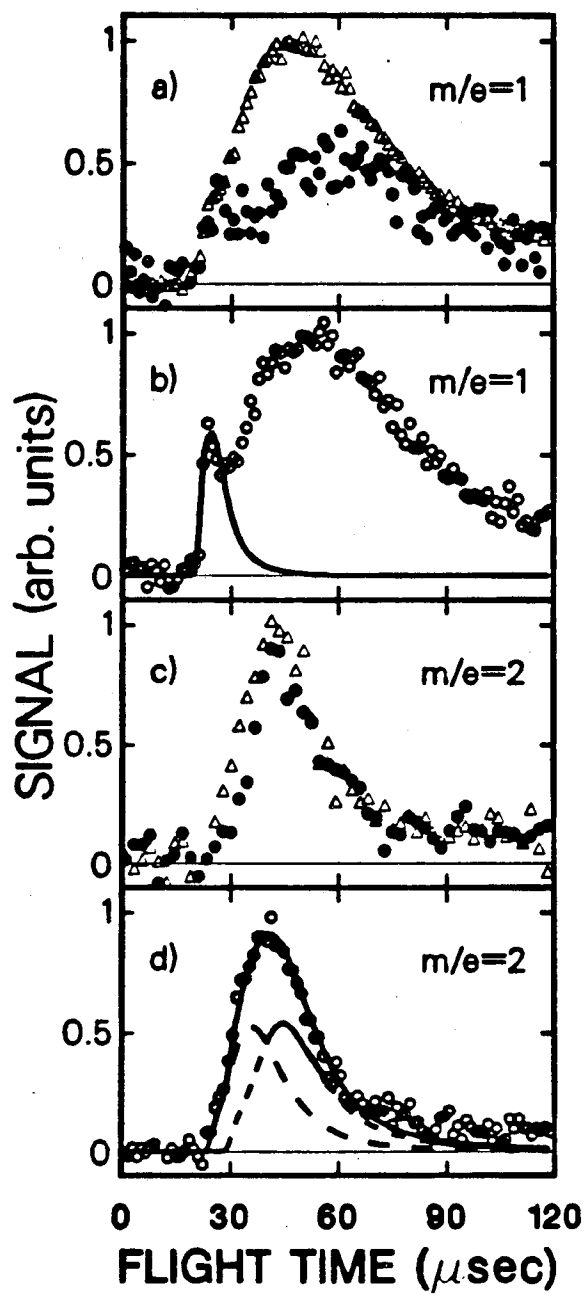 SIGNAL (arb. units)
a) m/e=1
1
0.5
0
b) m/e=1
1
0.5
0
c) m/e=2
1
0.5
0
d) m/e=2
1
0.5
0
0 30 60 90 120
FLIGHT TIME (μsec)